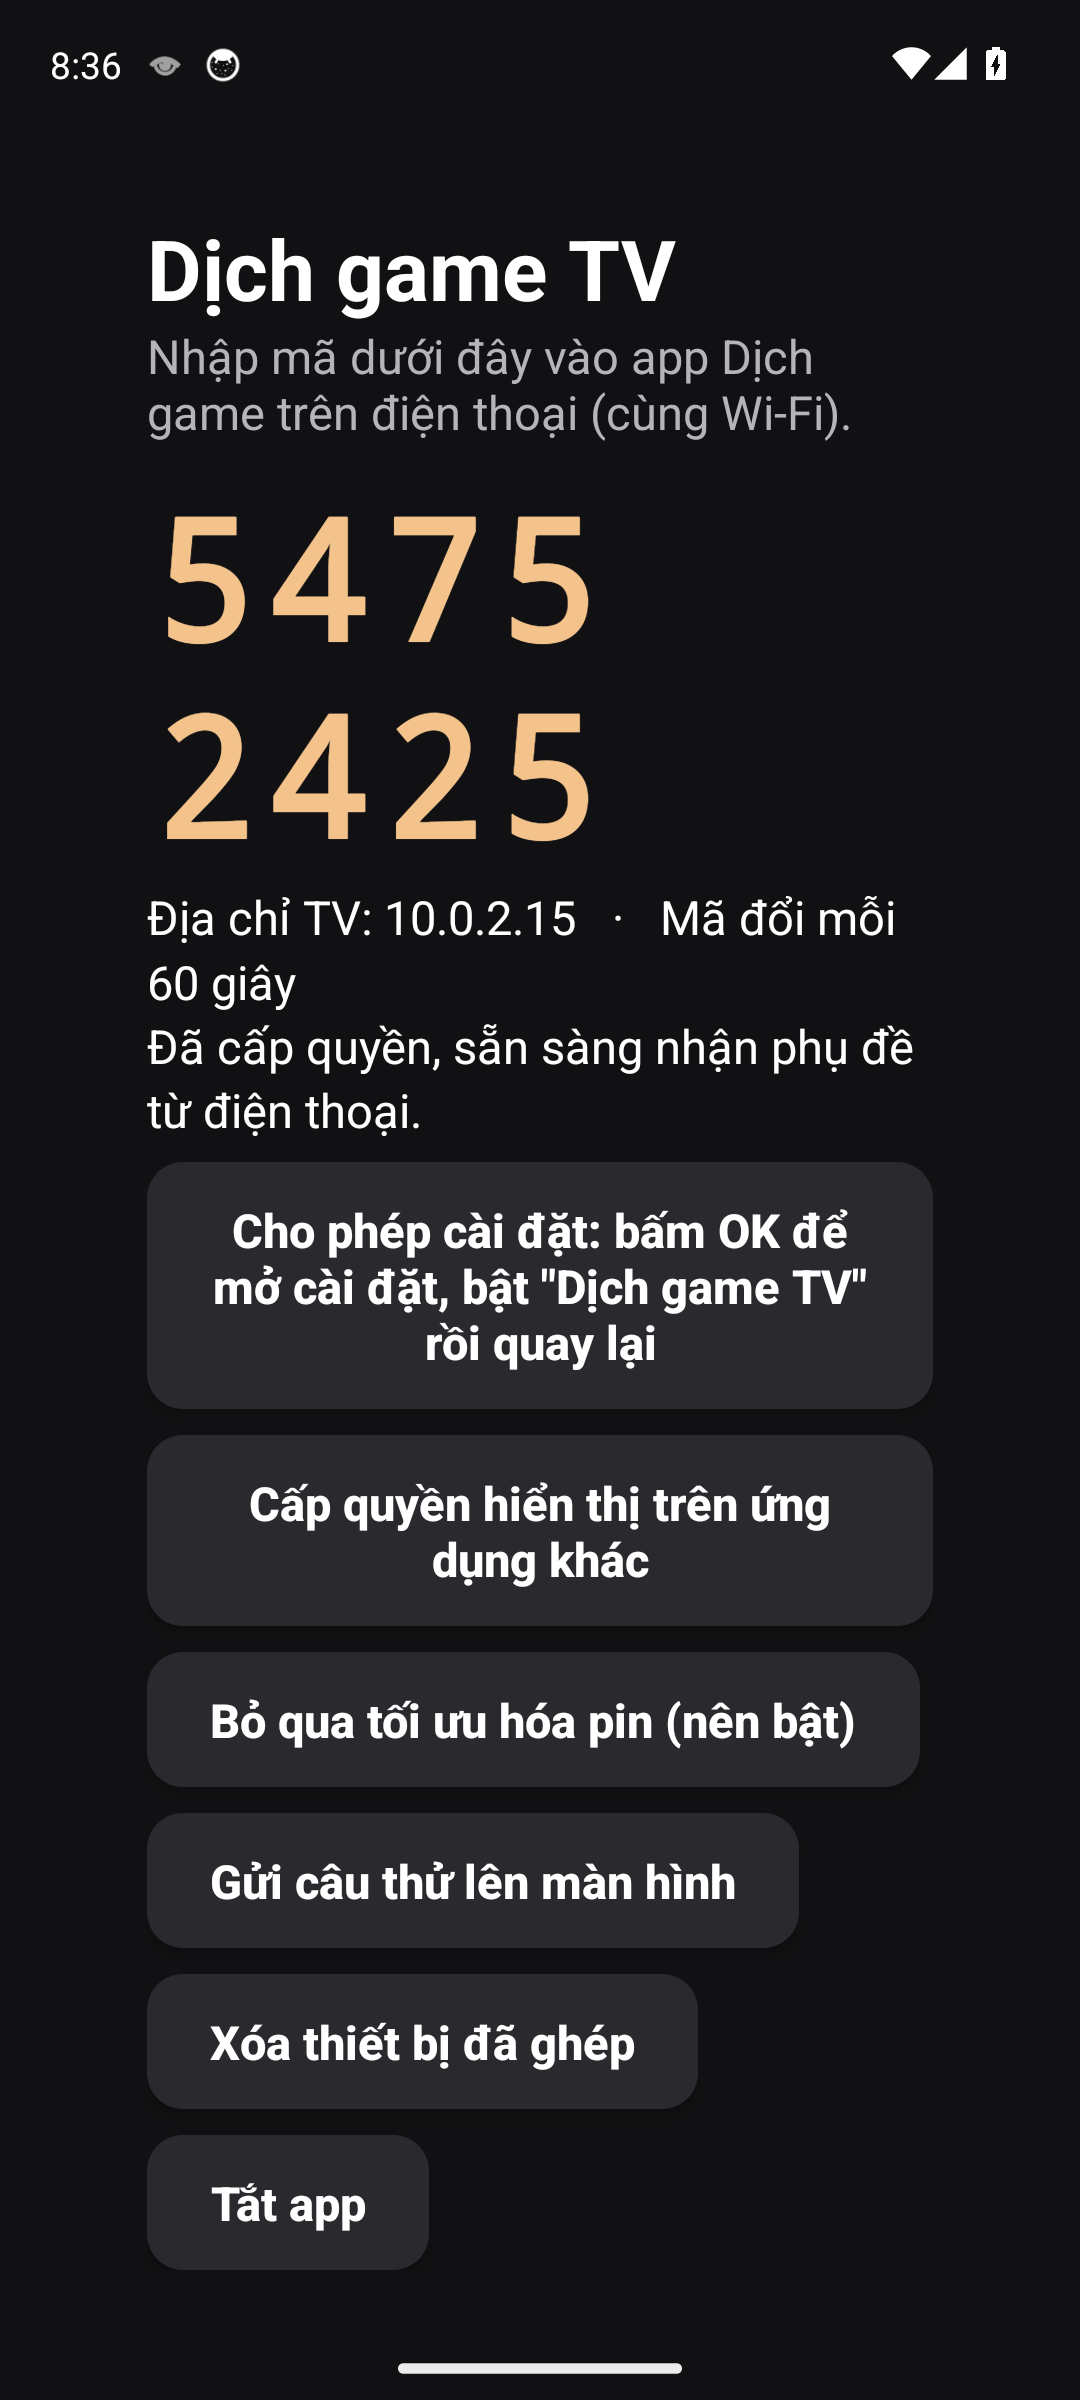 8:36
Dịch game TV
Nhập mã dưới đây vào app Dịch
game trên điện thoại (cùng Wi-Fi).
5475
2425
Địa chỉ TV: 10.0.2.15 · Mã đổi mỗi
60 giây
Đã cấp quyền, sẵn sàng nhận phụ đề
từ điện thoại.
Cho phép cài đặt: bấm OK để
mở cài đặt, bật "Dịch game TV"
rồi quay lại
Cấp quyền hiển thị trên ứng
dụng khác
Bỏ qua tối ưu hóa pin (nên bật)
Gửi câu thử lên màn hình
Xóa thiết bị đã ghép
Tắt app